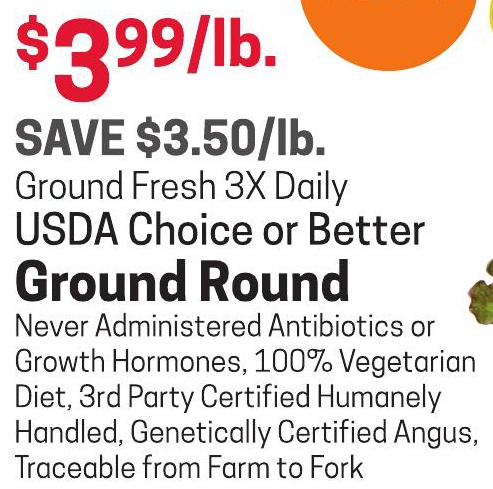 $3.99/lb.
SAVE $3.50/lb.
Ground Fresh 3X Daily
USDA Choice or Better
Ground Round
Never Administered Antibiotics or
Growth Hormones, 100% Vegetarian
Diet, 3rd Party Certified Humanely
Handled, Genetically Certified Angus,
Traceable from Farm to Fork